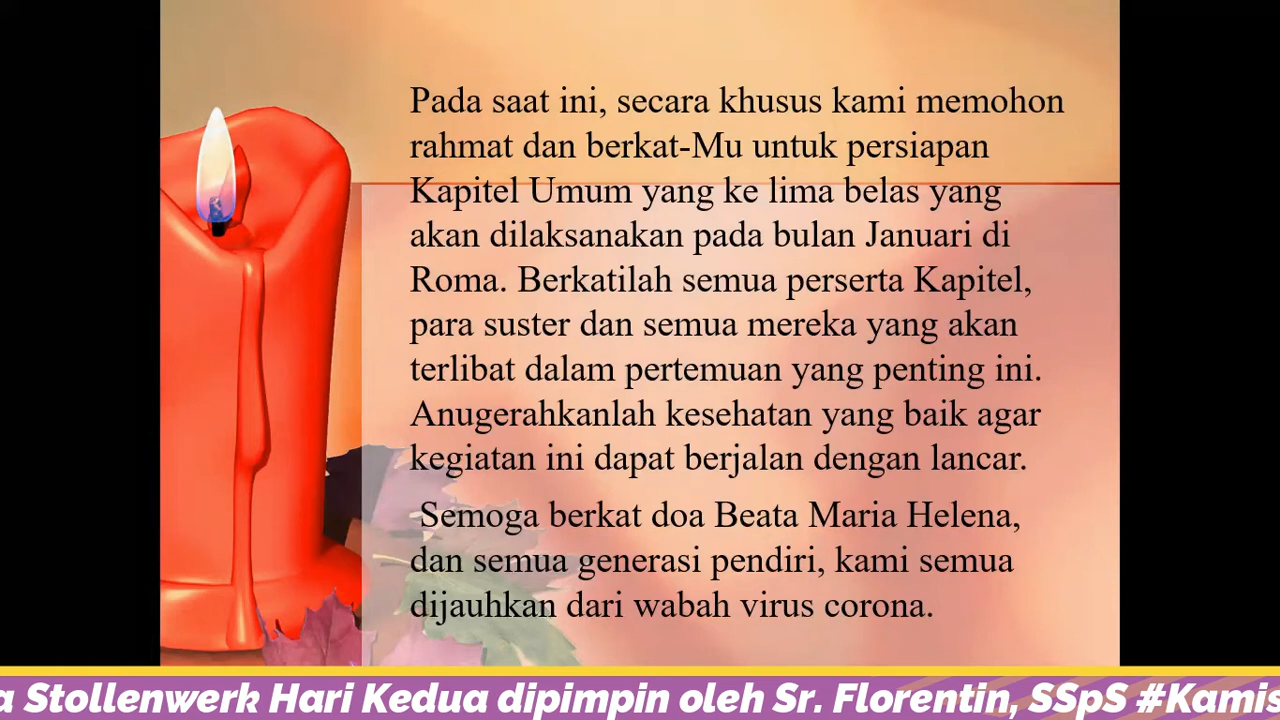 Pada saat ini, secara khusus kami memohon
rahmat dan berkat-Mu untuk persiapan
Kapitel Umum yang ke lima belas yang
akan dilaksanakan pada bulan Januari di
Roma. Berkatilah semua perserta Kapitel,
para suster dan semua mereka yang akan
terlibat dalam pertemuan yang penting ini.
Anugerahkanlah kesehatan yang baik agar
kegiatan ini dapat berjalan dengan lancar.
Semoga berkat doa Beata Maria Helena,
dan semua generasi pendiri, kami semua
dijauhkan dari wabah virus corona.
a Stollenwerk Hari Kedua dipimpin oleh Sr. Florentin, SSpS #Kamis